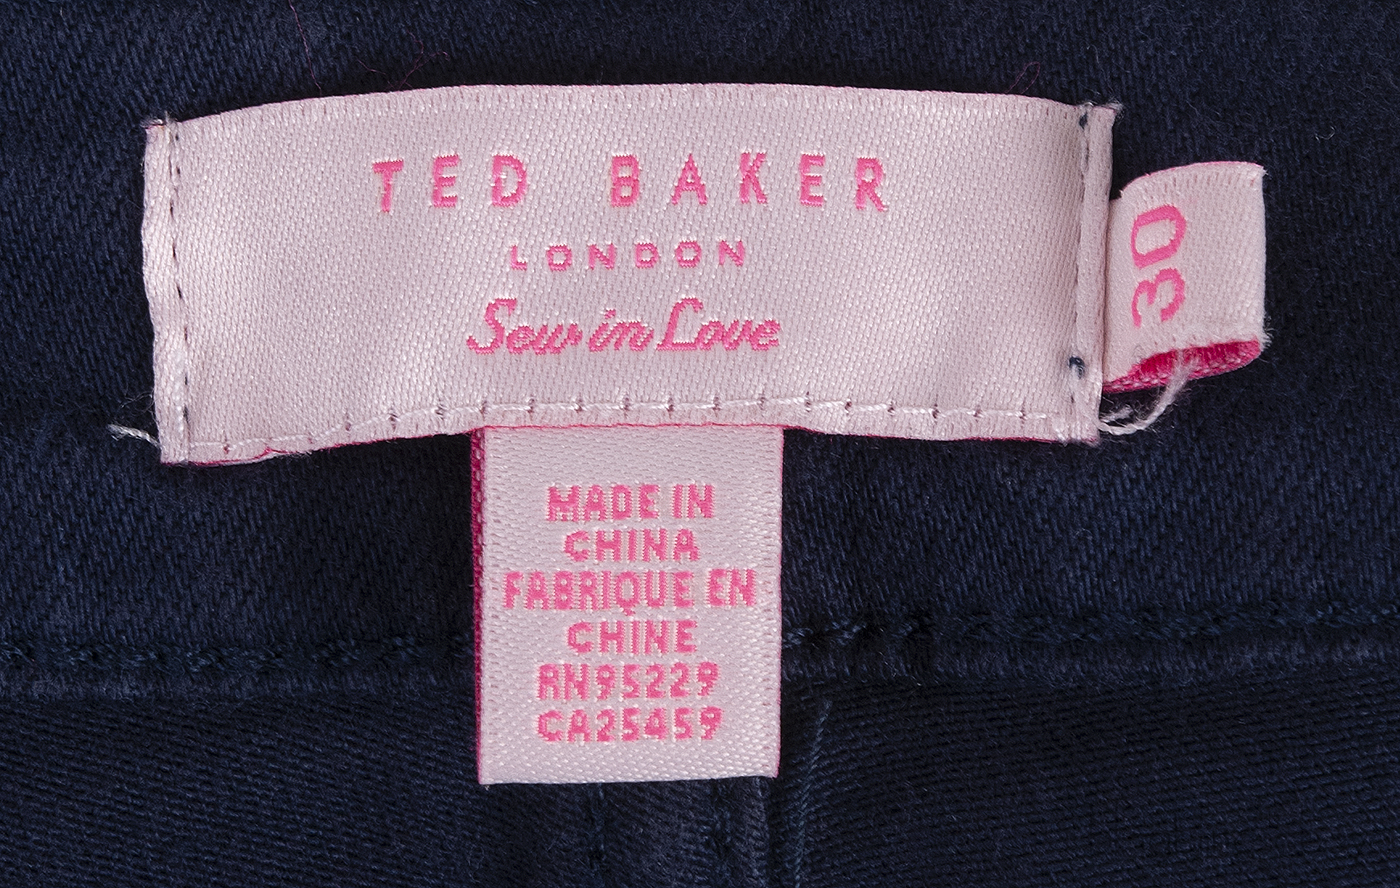 TED BAKER
LONDON
Sew in Love
30
MADE IN
CHINA
FABRIQUE EN
CHINE
RN95229
CA25459